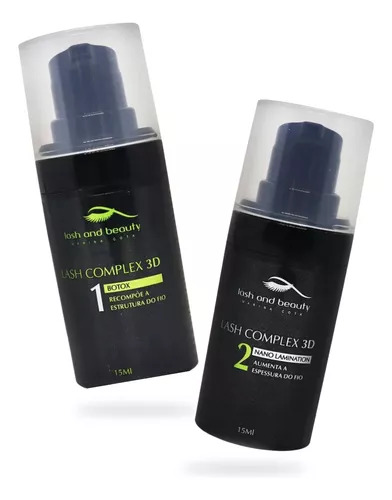 lash and beauty
LASH COMPLEX 3D
1
BOTOX
RECOMPÕE A
ESTRUTURA DO FIO
15Ml
lash and beauty
LASH COMPLEX 3D
2
NANO LAMINATION
AUMENTA A
ESPESSURA DO FIO
15Ml